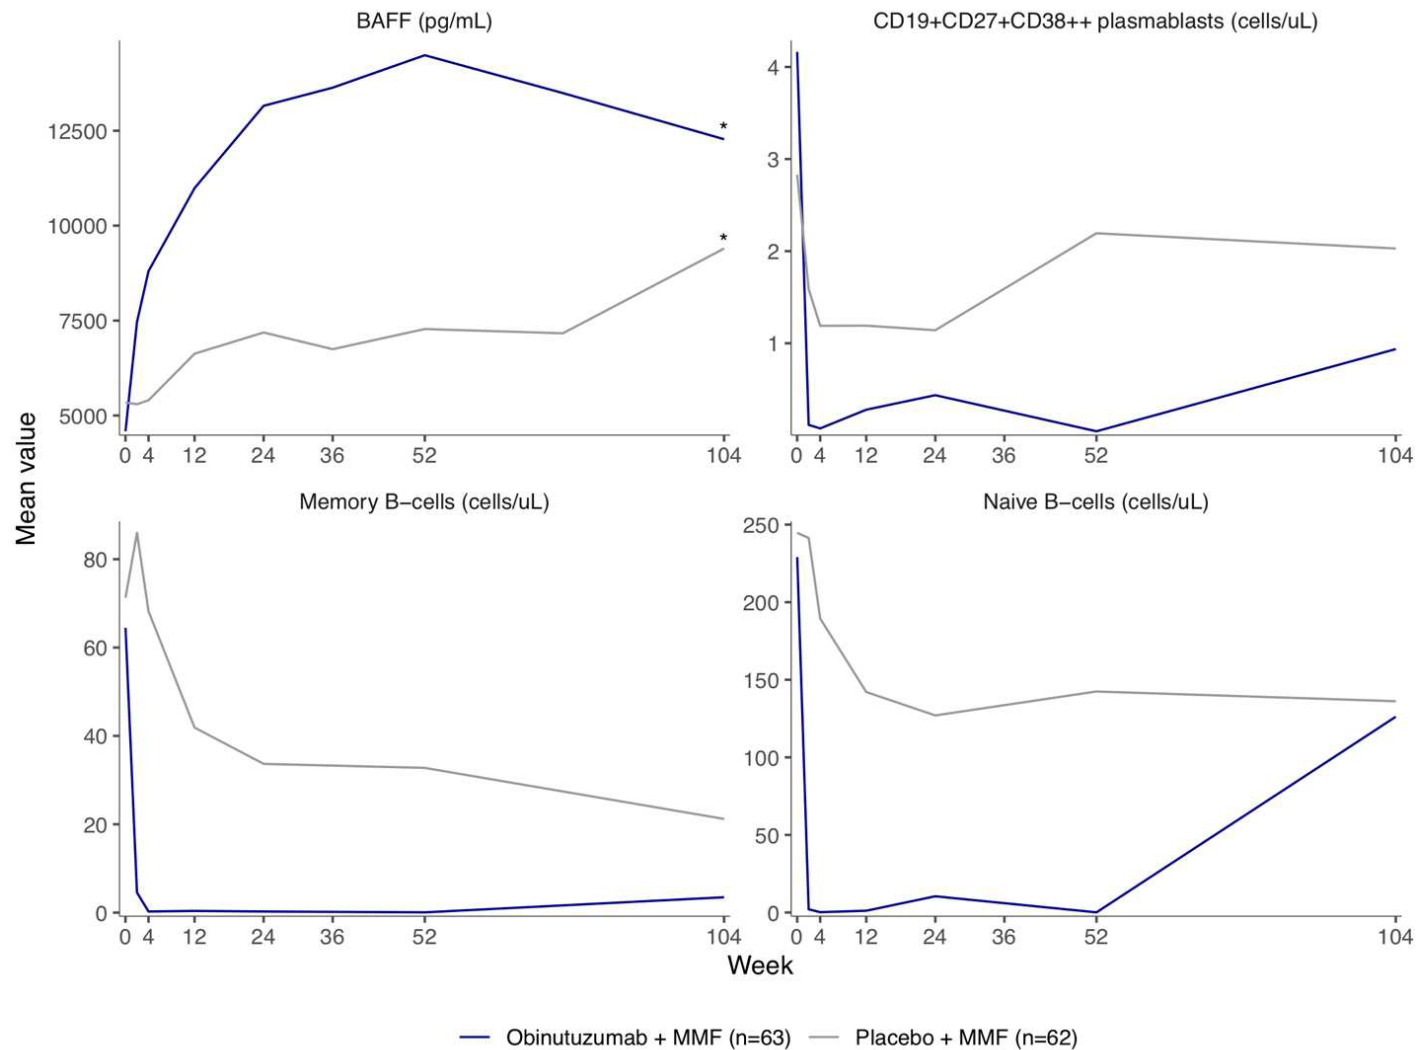 BAFF (pg/mL)
12500
10000
7500
5000
*
*
0 4 12 24 36 52 104
CD19+CD27+CD38++ plasmablasts (cells/uL)
4
3
2
1
0 4 12 24 36 52 104
Mean value
Memory B−cells (cells/uL)
80
60
40
20
0
0 4 12 24 36 52 104
Naive B−cells (cells/uL)
250
200
150
100
50
0
0 4 12 24 36 52 104
Week
Obinutuzumab + MMF (n=63) Placebo + MMF (n=62)